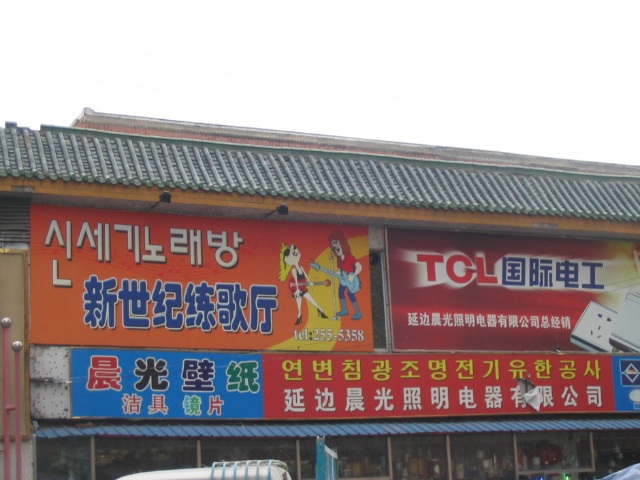 신세기노래방
新世纪练歌厅
tel:255-5358
TCL国际电工
延边晨光照明电器有限公司总经销
晨光壁纸
洁具 镜片
연변침광조명전기유한공사
延边晨光照明电器有限公司